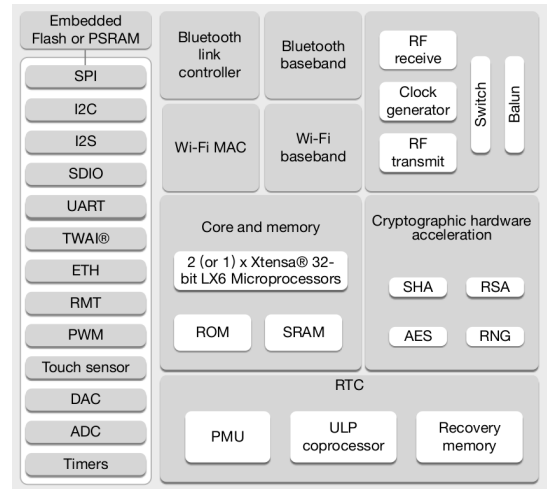 Embedded
Flash or PSRAM
SPI
I2C
I2S
SDIO
UART
TWAI®
ETH
RMT
PWM
Touch sensor
DAC
ADC
Timers
Bluetooth
link
controller
Bluetooth
baseband
Wi-Fi MAC
Wi-Fi
baseband
RF
receive
Clock
generator
RF
transmit
Switch
Balun
Core and memory
2 (or 1) x Xtensa® 32-
bit LX6 Microprocessors
ROM
SRAM
Cryptographic hardware
acceleration
SHA
RSA
AES
RNG
RTC
PMU
ULP
coprocessor
Recovery
memory